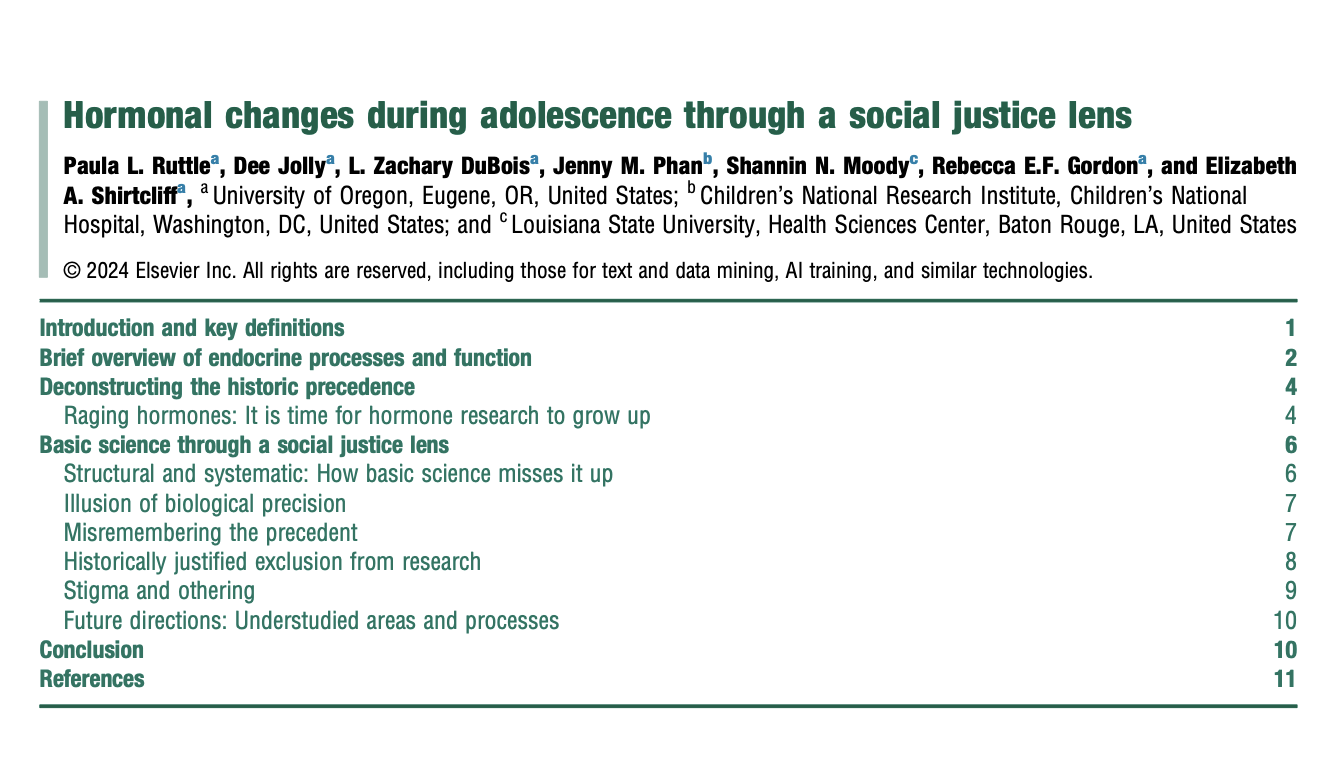 Hormonal changes during adolescence through a social justice lens
Paula L. Ruttleᵃ, Dee Jollyᵃ, L. Zachary DuBoisᵃ, Jenny M. Phanᵇ, Shannin N. Moodyᶜ, Rebecca E.F. Gordonᵃ, and Elizabeth
A. Shirtcliffᵃ, ᵃ University of Oregon, Eugene, OR, United States; ᵇ Children’s National Research Institute, Children’s National
Hospital, Washington, DC, United States; and ᶜ Louisiana State University, Health Sciences Center, Baton Rouge, LA, United States
© 2024 Elsevier Inc. All rights are reserved, including those for text and data mining, AI training, and similar technologies.
Introduction and key definitions 1
Brief overview of endocrine processes and function 2
Deconstructing the historic precedence 4
Raging hormones: It is time for hormone research to grow up 4
Basic science through a social justice lens 6
Structural and systematic: How basic science misses it up 6
Illusion of biological precision 7
Misremembering the precedent 7
Historically justified exclusion from research 8
Stigma and othering 9
Future directions: Understudied areas and processes 10
Conclusion 10
References 11